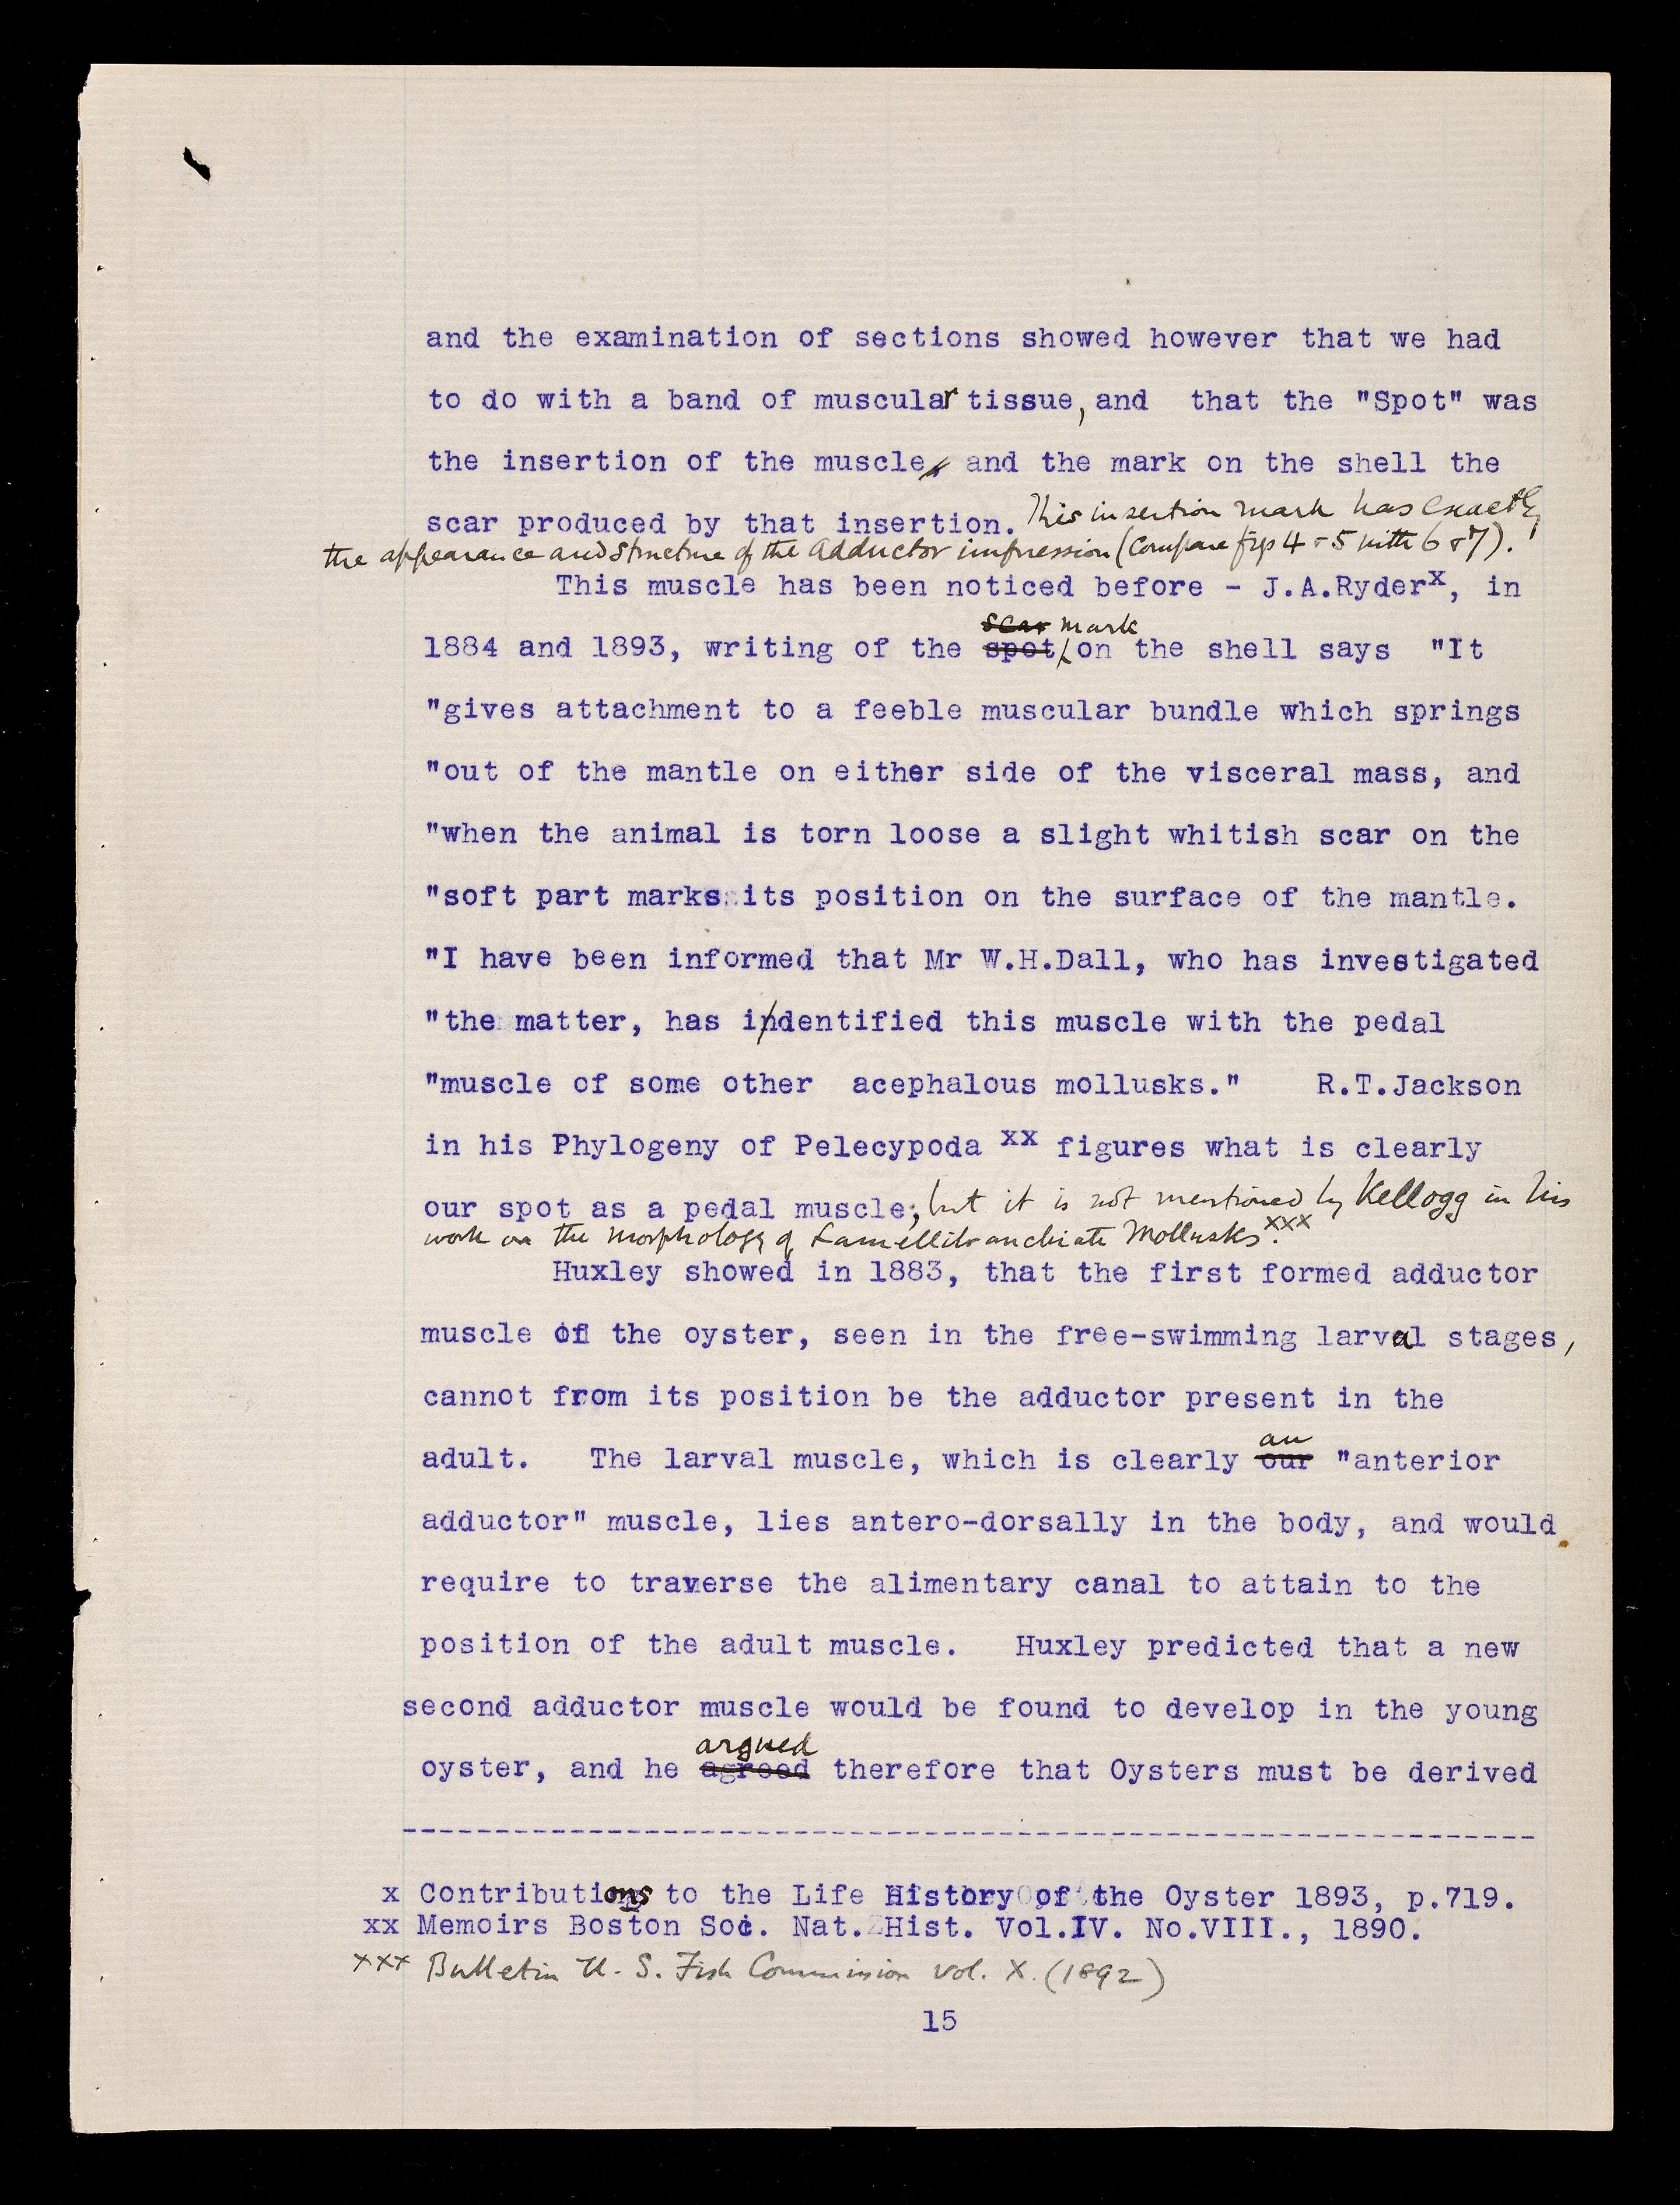 and the examination of sections showed however that we had
to do with a band of muscular tissue, and that the "Spot" was
the insertion of the muscle, and the mark on the shell the
scar produced by that insertion. This insertion mark has exactly
the appearance and structure of the Adductor impression (Compare figs 4 & 5 with 6 & 7).
This muscle has been noticed before - J.A.Ryderx, in
scar mark
1884 and 1893, writing of the spot on the shell says "It
"gives attachment to a feeble muscular bundle which springs
"out of the mantle on either side of the visceral mass, and
"when the animal is torn loose a slight whitish scar on the
"soft part marks its position on the surface of the mantle.
"I have been informed that Mr W.H.Dall, who has investigated
"the matter, has indentified this muscle with the pedal
"muscle of some other acephalous mollusks." R.T.Jackson
in his Phylogeny of Pelecypoda xx figures what is clearly
our spot as a pedal muscle; but it is not mentioned by Kellogg in his
work on the Morphology of Lamellibranchiate Mollusks.xxx
Huxley showed in 1883, that the first formed adductor
muscle of the oyster, seen in the free-swimming larval stages,
cannot from its position be the adductor present in the
an
adult. The larval muscle, which is clearly our "anterior
adductor" muscle, lies antero-dorsally in the body, and would
require to traverse the alimentary canal to attain to the
position of the adult muscle. Huxley predicted that a new
second adductor muscle would be found to develop in the young
argued
oyster, and he agreed therefore that Oysters must be derived
x Contributions to the Life History of the Oyster 1893, p.719.
xx Memoirs Boston Soc. Nat. Hist. Vol.IV. No.VIII., 1890.
xxx Bulletin U.S. Fish Commission vol. X. (1892)
15